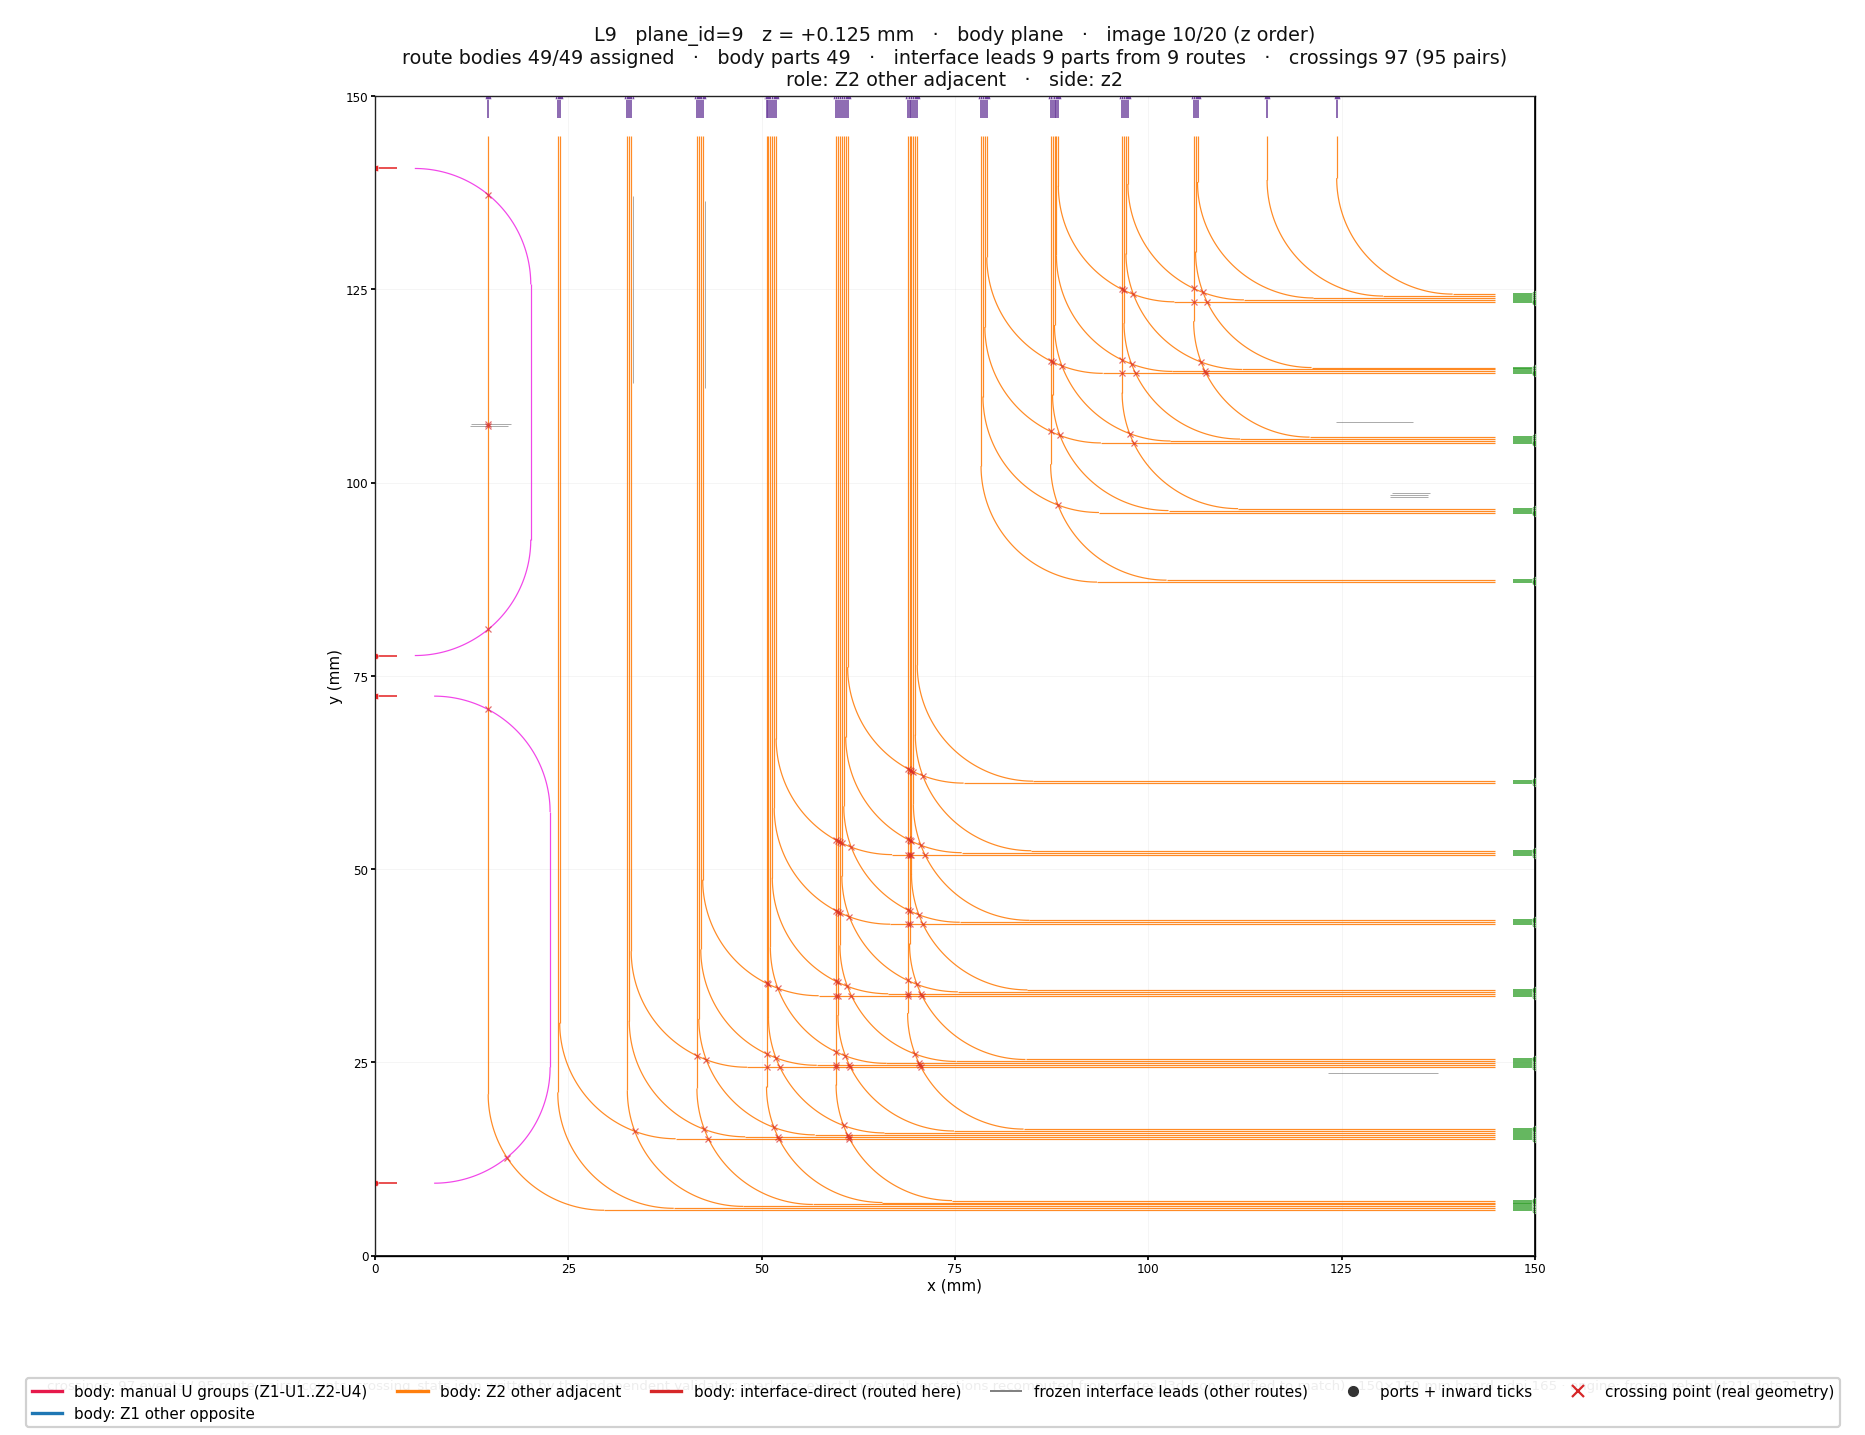 L9   plane_id=9   z = +0.125 mm   ·   body plane   ·   image 10/20 (z order)
route bodies 49/49 assigned   ·   body parts 49   ·   interface leads 9 parts from 9 routes   ·   crossings 97 (95 pairs)
role: Z2 other adjacent   ·   side: z2
150
125
100
75
50
25
0
y (mm)
0 25 50 75 100 125 150
x (mm)
body: manual U groups (Z1-U1..Z2-U4)
body: Z2 other adjacent
body: interface-direct (routed here)
frozen interface leads (other routes)
ports + inward ticks
crossing point (real geometry)
body: Z1 other opposite